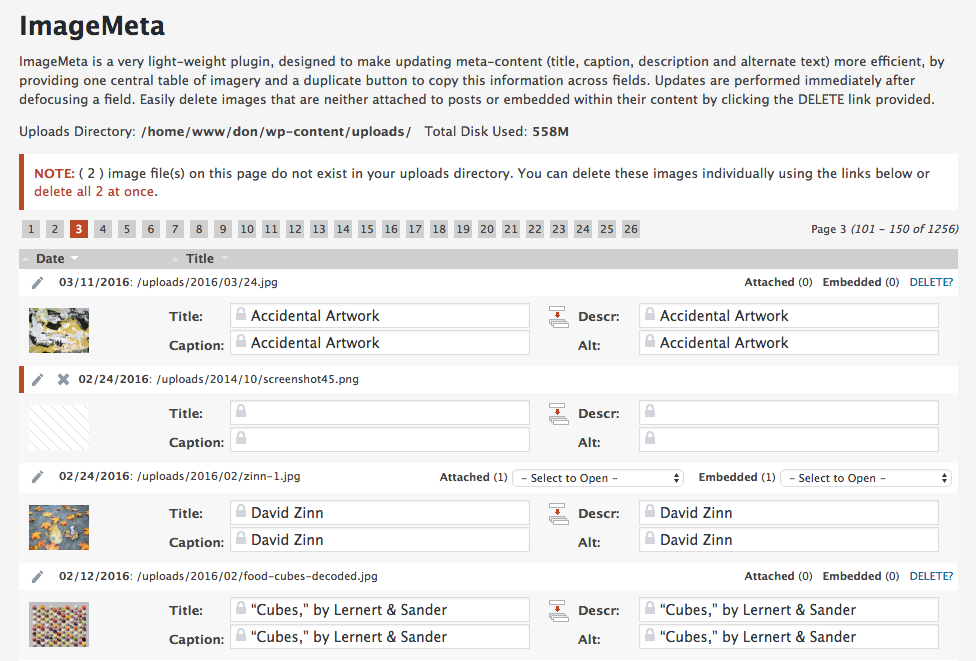 ImageMeta
ImageMeta is a very light-weight plugin, designed to make updating meta-content (title, caption, description and alternate text) more efficient, by
providing one central table of imagery and a duplicate button to copy this information across fields. Updates are performed immediately after
defocusing a field. Easily delete images that are neither attached to posts or embedded within their content by clicking the DELETE link provided.
Uploads Directory: /home/www/don/wp-content/uploads/ Total Disk Used: 558M
NOTE: ( 2 ) image file(s) on this page do not exist in your uploads directory. You can delete these images individually using the links below or
delete all 2 at once.
1 2 3 4 5 6 7 8 9 10 11 12 13 14 15 16 17 18 19 20 21 22 23 24 25 26 Page 3 (101 – 150 of 1256)
Date Title
03/11/2016: /uploads/2016/03/24.jpg Attached (0) Embedded (0) DELETE?
Title: Accidental Artwork Descr: Accidental Artwork
Caption: Accidental Artwork Alt: Accidental Artwork
02/24/2016: /uploads/2014/10/screenshot45.png
Title: Descr:
Caption: Alt:
02/24/2016: /uploads/2016/02/zinn-1.jpg Attached (1) – Select to Open – Embedded (1) – Select to Open –
Title: David Zinn Descr: David Zinn
Caption: David Zinn Alt: David Zinn
02/12/2016: /uploads/2016/02/food-cubes-decoded.jpg Attached (0) Embedded (0) DELETE?
Title: “Cubes,” by Lernert & Sander Descr: “Cubes,” by Lernert & Sander
Caption: “Cubes,” by Lernert & Sander Alt: “Cubes,” by Lernert & Sander